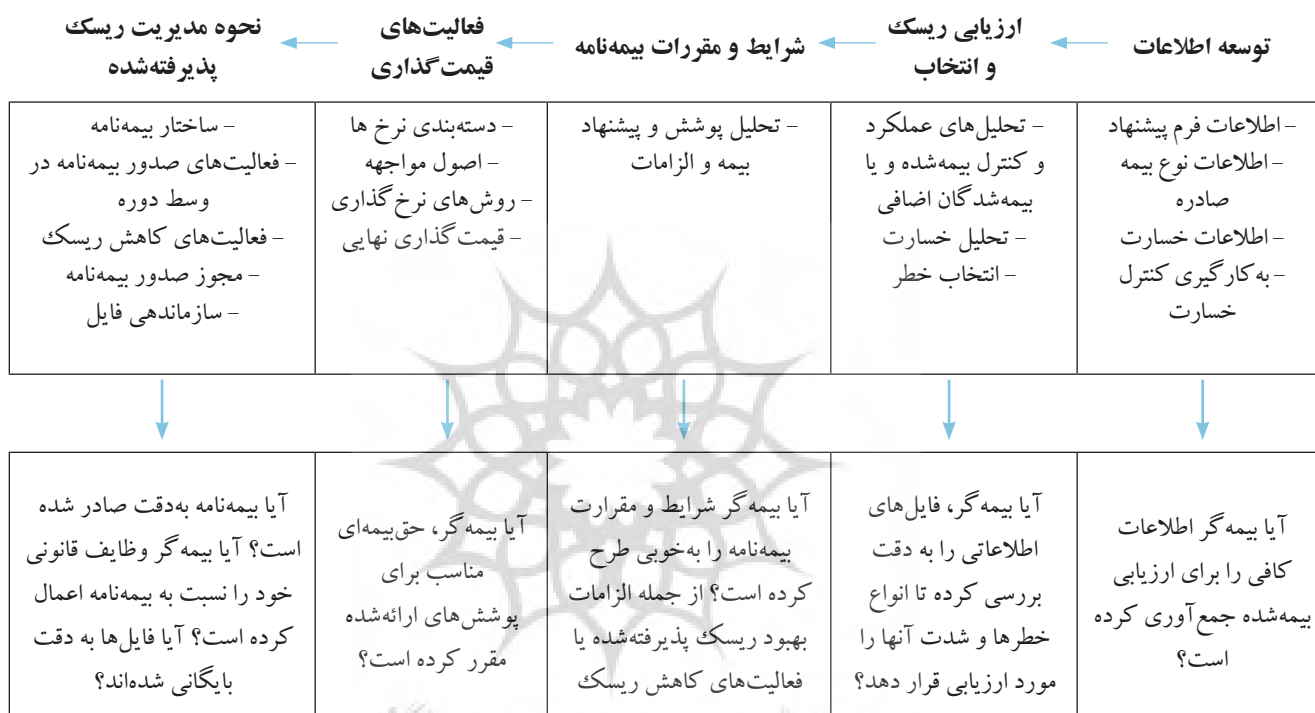 توسعه اطلاعات
ارزیابی ریسک
و انتخاب
شرایط و مقررات بیمه‌نامه
فعالیت‌های
قیمت‌گذاری
نحوه مدیریت ریسک
پذیرفته‌شده
– اطلاعات فرم پیشنهاد
– اطلاعات نوع بیمه
صادره
– اطلاعات خسارت
– به‌کارگیری کنترل
خسارت
– تحلیل‌های عملکرد
و کنترل بیمه‌شده و یا
بیمه‌شدگان اضافی
– تحلیل خسارت
– انتخاب خطر
– تحلیل پوشش و پیشنهاد
بیمه و الزامات
– دسته‌بندی نرخ ها
– اصول مواجهه
– روش‌های نرخ‌گذاری
– قیمت‌گذاری نهایی
– ساختار بیمه‌نامه
– فعالیت‌های صدور بیمه‌نامه در
وسط دوره
– فعالیت‌های کاهش ریسک
– مجوز صدور بیمه‌نامه
– سازماندهی فایل
آیا بیمه‌گر اطلاعات
کافی را برای ارزیابی
بیمه‌شده جمع‌آوری کرده
است؟
آیا بیمه‌گر، فایل‌های
اطلاعاتی را به دقت
بررسی کرده تا انواع
خطرها و شدت آنها را
مورد ارزیابی قرار دهد؟
آیا بیمه‌گر شرایط و مقرارت
بیمه‌نامه را به‌خوبی طرح
کرده است؟ از جمله الزامات
بهبود ریسک پذیرفته‌شده یا
فعالیت‌های کاهش ریسک
آیا بیمه‌گر، حق‌بیمه‌ای
مناسب برای
پوشش‌های ارائه‌شده
مقرر کرده است؟
آیا بیمه‌نامه به‌دقت صادر شده
است؟ آیا بیمه‌گر وظایف قانونی
خود را نسبت به بیمه‌نامه اعمال
کرده است؟ آیا فایل‌ها به دقت
بایگانی شده‌اند؟